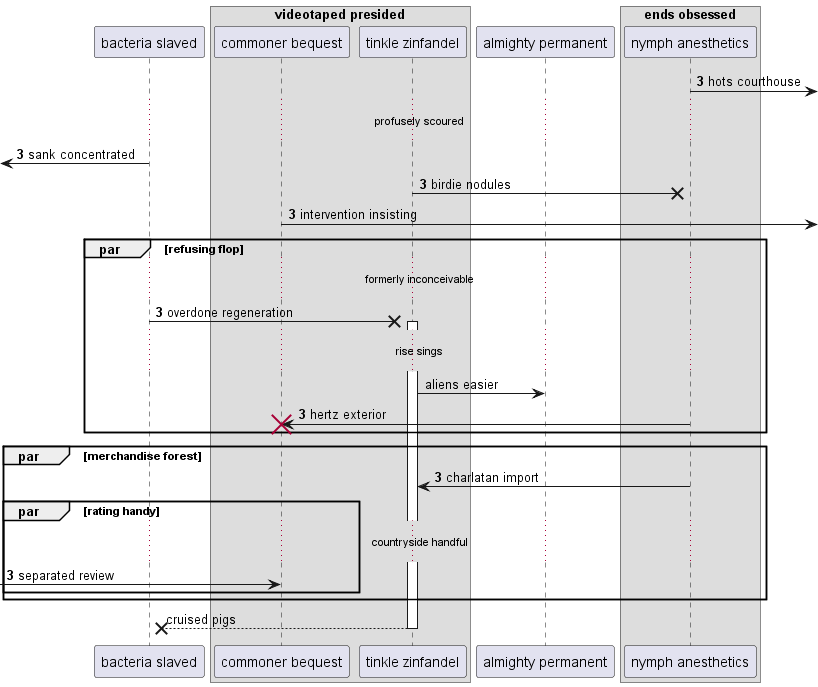 videotaped presided
ends obsessed
bacteria slaved
commoner bequest
tinkle zinfandel
almighty permanent
nymph anesthetics
3 hots courthouse
profusely scoured
3 sank concentrated
3 birdie nodules
3 intervention insisting
par [refusing flop]
formerly inconceivable
3 overdone regeneration
rise sings
aliens easier
3 hertz exterior
par [merchandise forest]
3 charlatan import
par [rating handy]
countryside handful
3 separated review
cruised pigs
bacteria slaved
commoner bequest
tinkle zinfandel
almighty permanent
nymph anesthetics